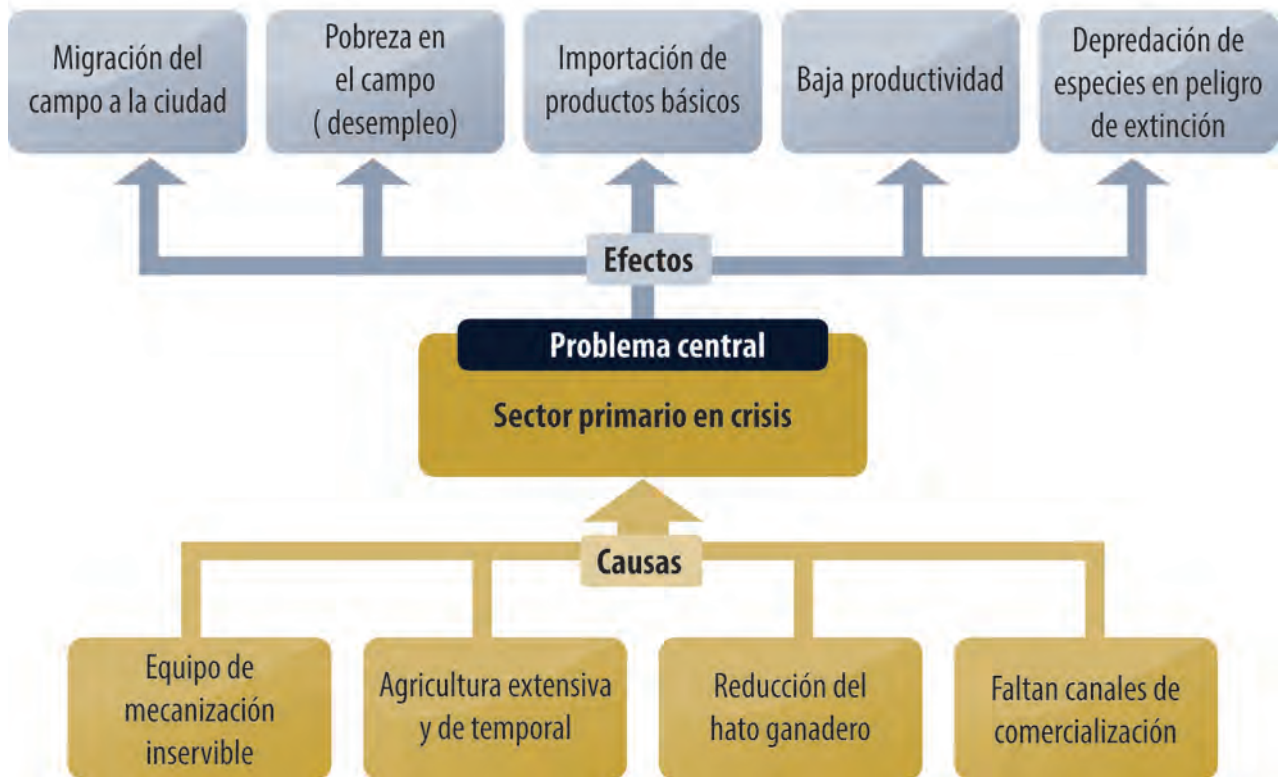 Migración del
campo a la ciudad
Pobreza en
el campo
( desempleo)
Importación de
productos básicos
Baja productividad
Depredación de
especies en peligro
de extinción
Efectos
Problema central
Sector primario en crisis
Causas
Equipo de
mecanización
inservible
Agricultura extensiva
y de temporal
Reducción del
hato ganadero
Faltan canales de
comercialización